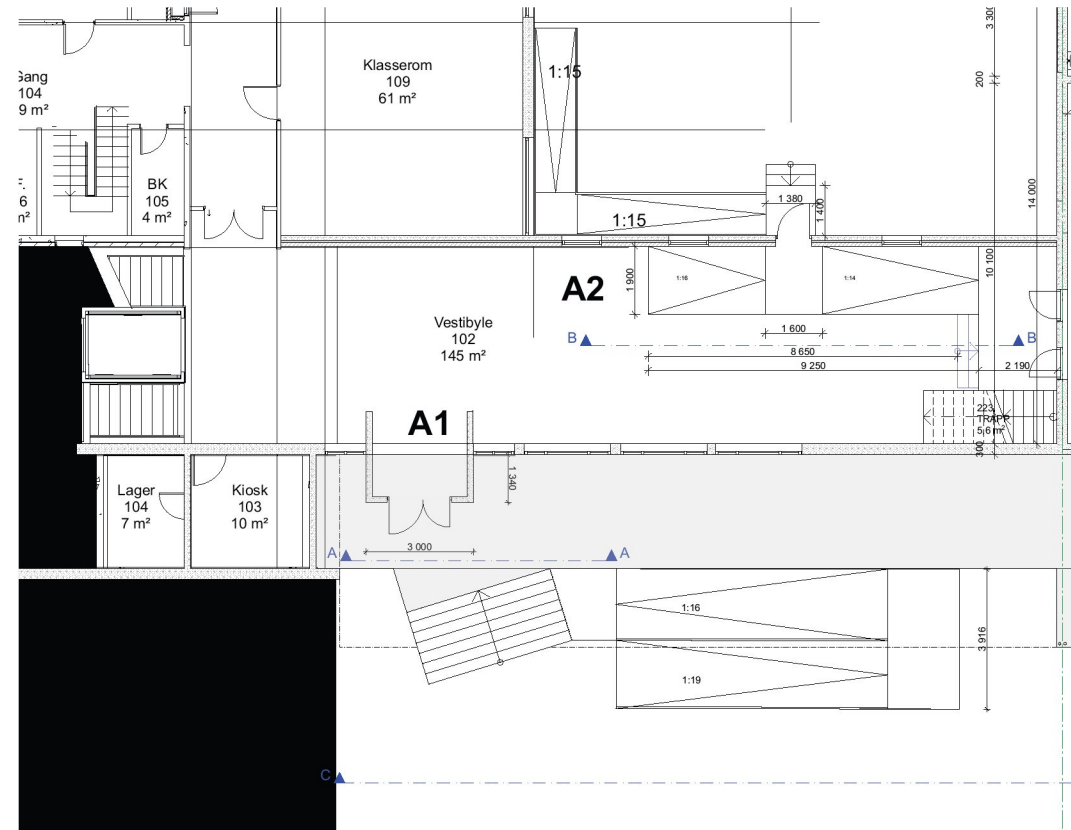 3 300
Klasserom
109
61 m²
1:15
Gang
104
9 m²
200
BK
105
4 m²
F.
6
m²
1:15
1 380
1 400
14 000
10 100
A2
1 900
1:16
1:14
Vestibyle
102
145 m²
B
B
1 600
8 650
9 250
2 190
A1
223
TRAPP
5,6 m²
300
1 340
Lager
104
7 m²
Kiosk
103
10 m²
A
A
3 000
1:16
3 916
1:19
C